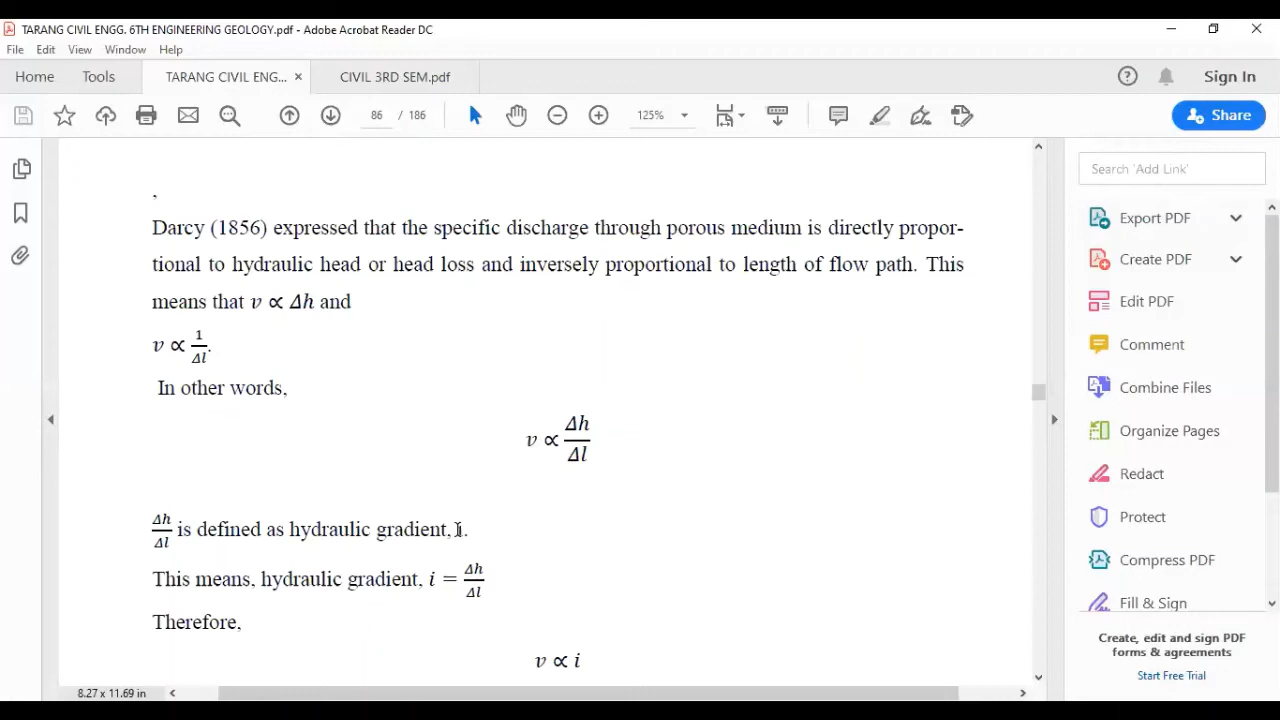 TARANG CIVIL ENGG. 6TH ENGINEERING GEOLOGY.pdf - Adobe Acrobat Reader DC
File Edit View Window Help
Home Tools TARANG CIVIL ENG... × CIVIL 3RD SEM.pdf Sign In
86 / 186 125% Share
Search 'Add Link'
Export PDF
Create PDF
Edit PDF
Comment
Combine Files
Organize Pages
Redact
Protect
Compress PDF
Fill & Sign
Create, edit and sign PDF
forms & agreements
Start Free Trial
,
Darcy (1856) expressed that the specific discharge through porous medium is directly propor-
tional to hydraulic head or head loss and inversely proportional to length of flow path. This
means that v ∝ Δh and
v ∝ 1/Δl.
In other words,
v ∝ Δh/Δl
Δh/Δl is defined as hydraulic gradient, i.
This means, hydraulic gradient, i = Δh/Δl
Therefore,
v ∝ i
8.27 x 11.69 in